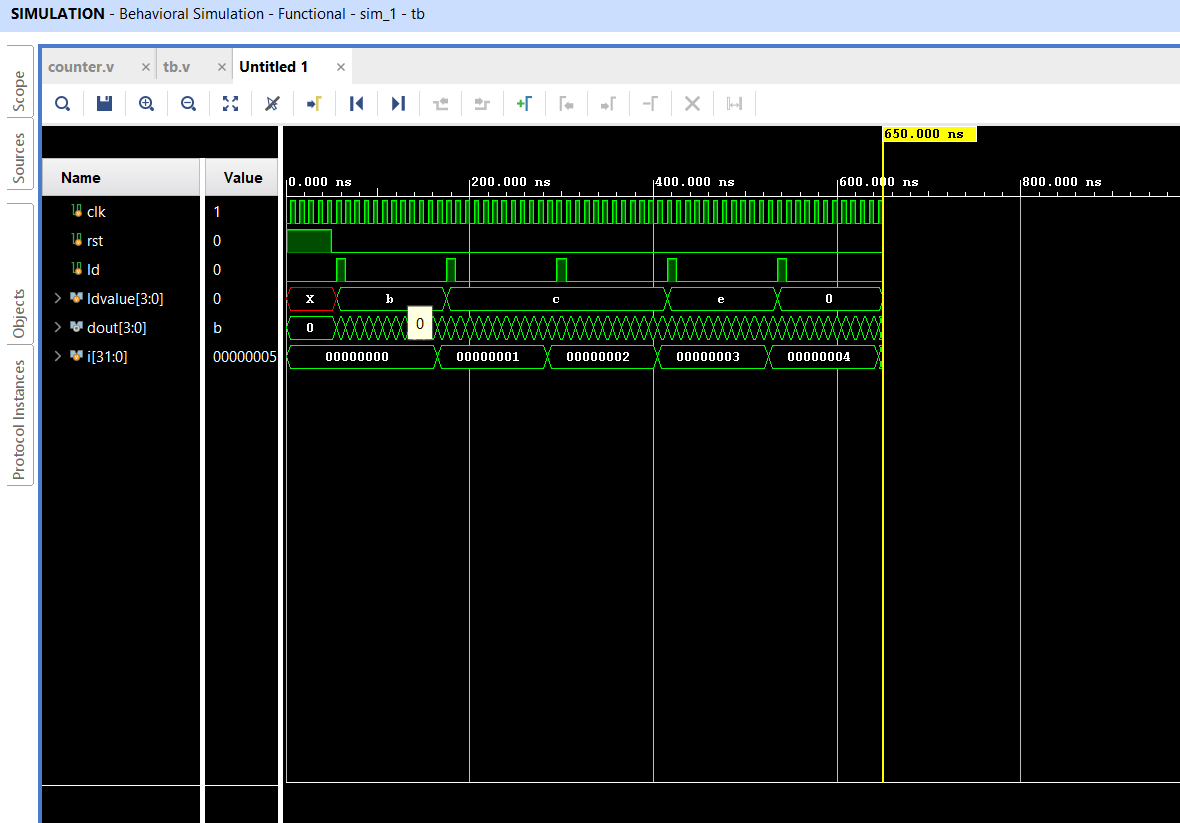 SIMULATION - Behavioral Simulation - Functional - sim_1 - tb
counter.v × tb.v × Untitled 1 ×
Scope
Sources
Objects
Protocol Instances
650.000 ns
Name Value
0.000 ns 200.000 ns 400.000 ns 600.000 ns 800.000 ns
clk 1
rst 0
ld 0
ldvalue[3:0] 0 X b c e 0
dout[3:0] b 0 0
i[31:0] 00000005 00000000 00000001 00000002 00000003 00000004